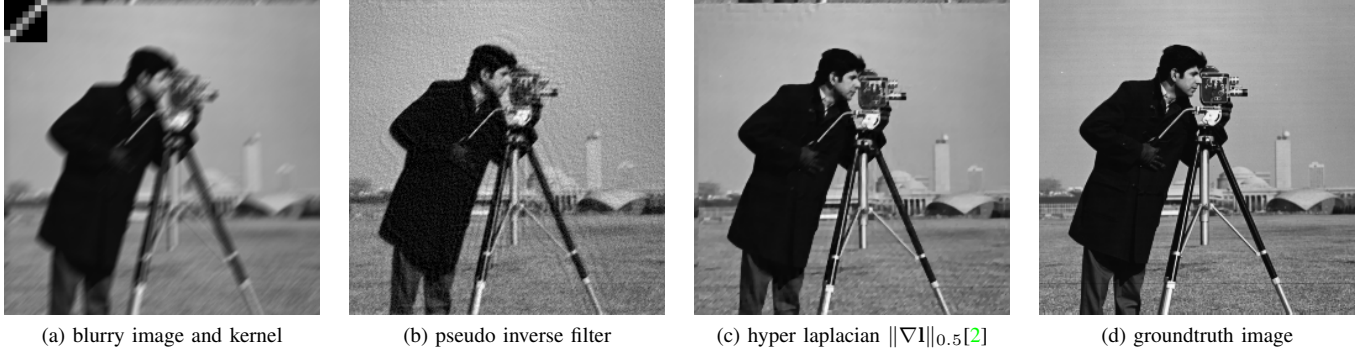 (a) blurry image and kernel
(b) pseudo inverse filter
(c) hyper laplacian ‖∇l‖₀.₅[2]
(d) groundtruth image